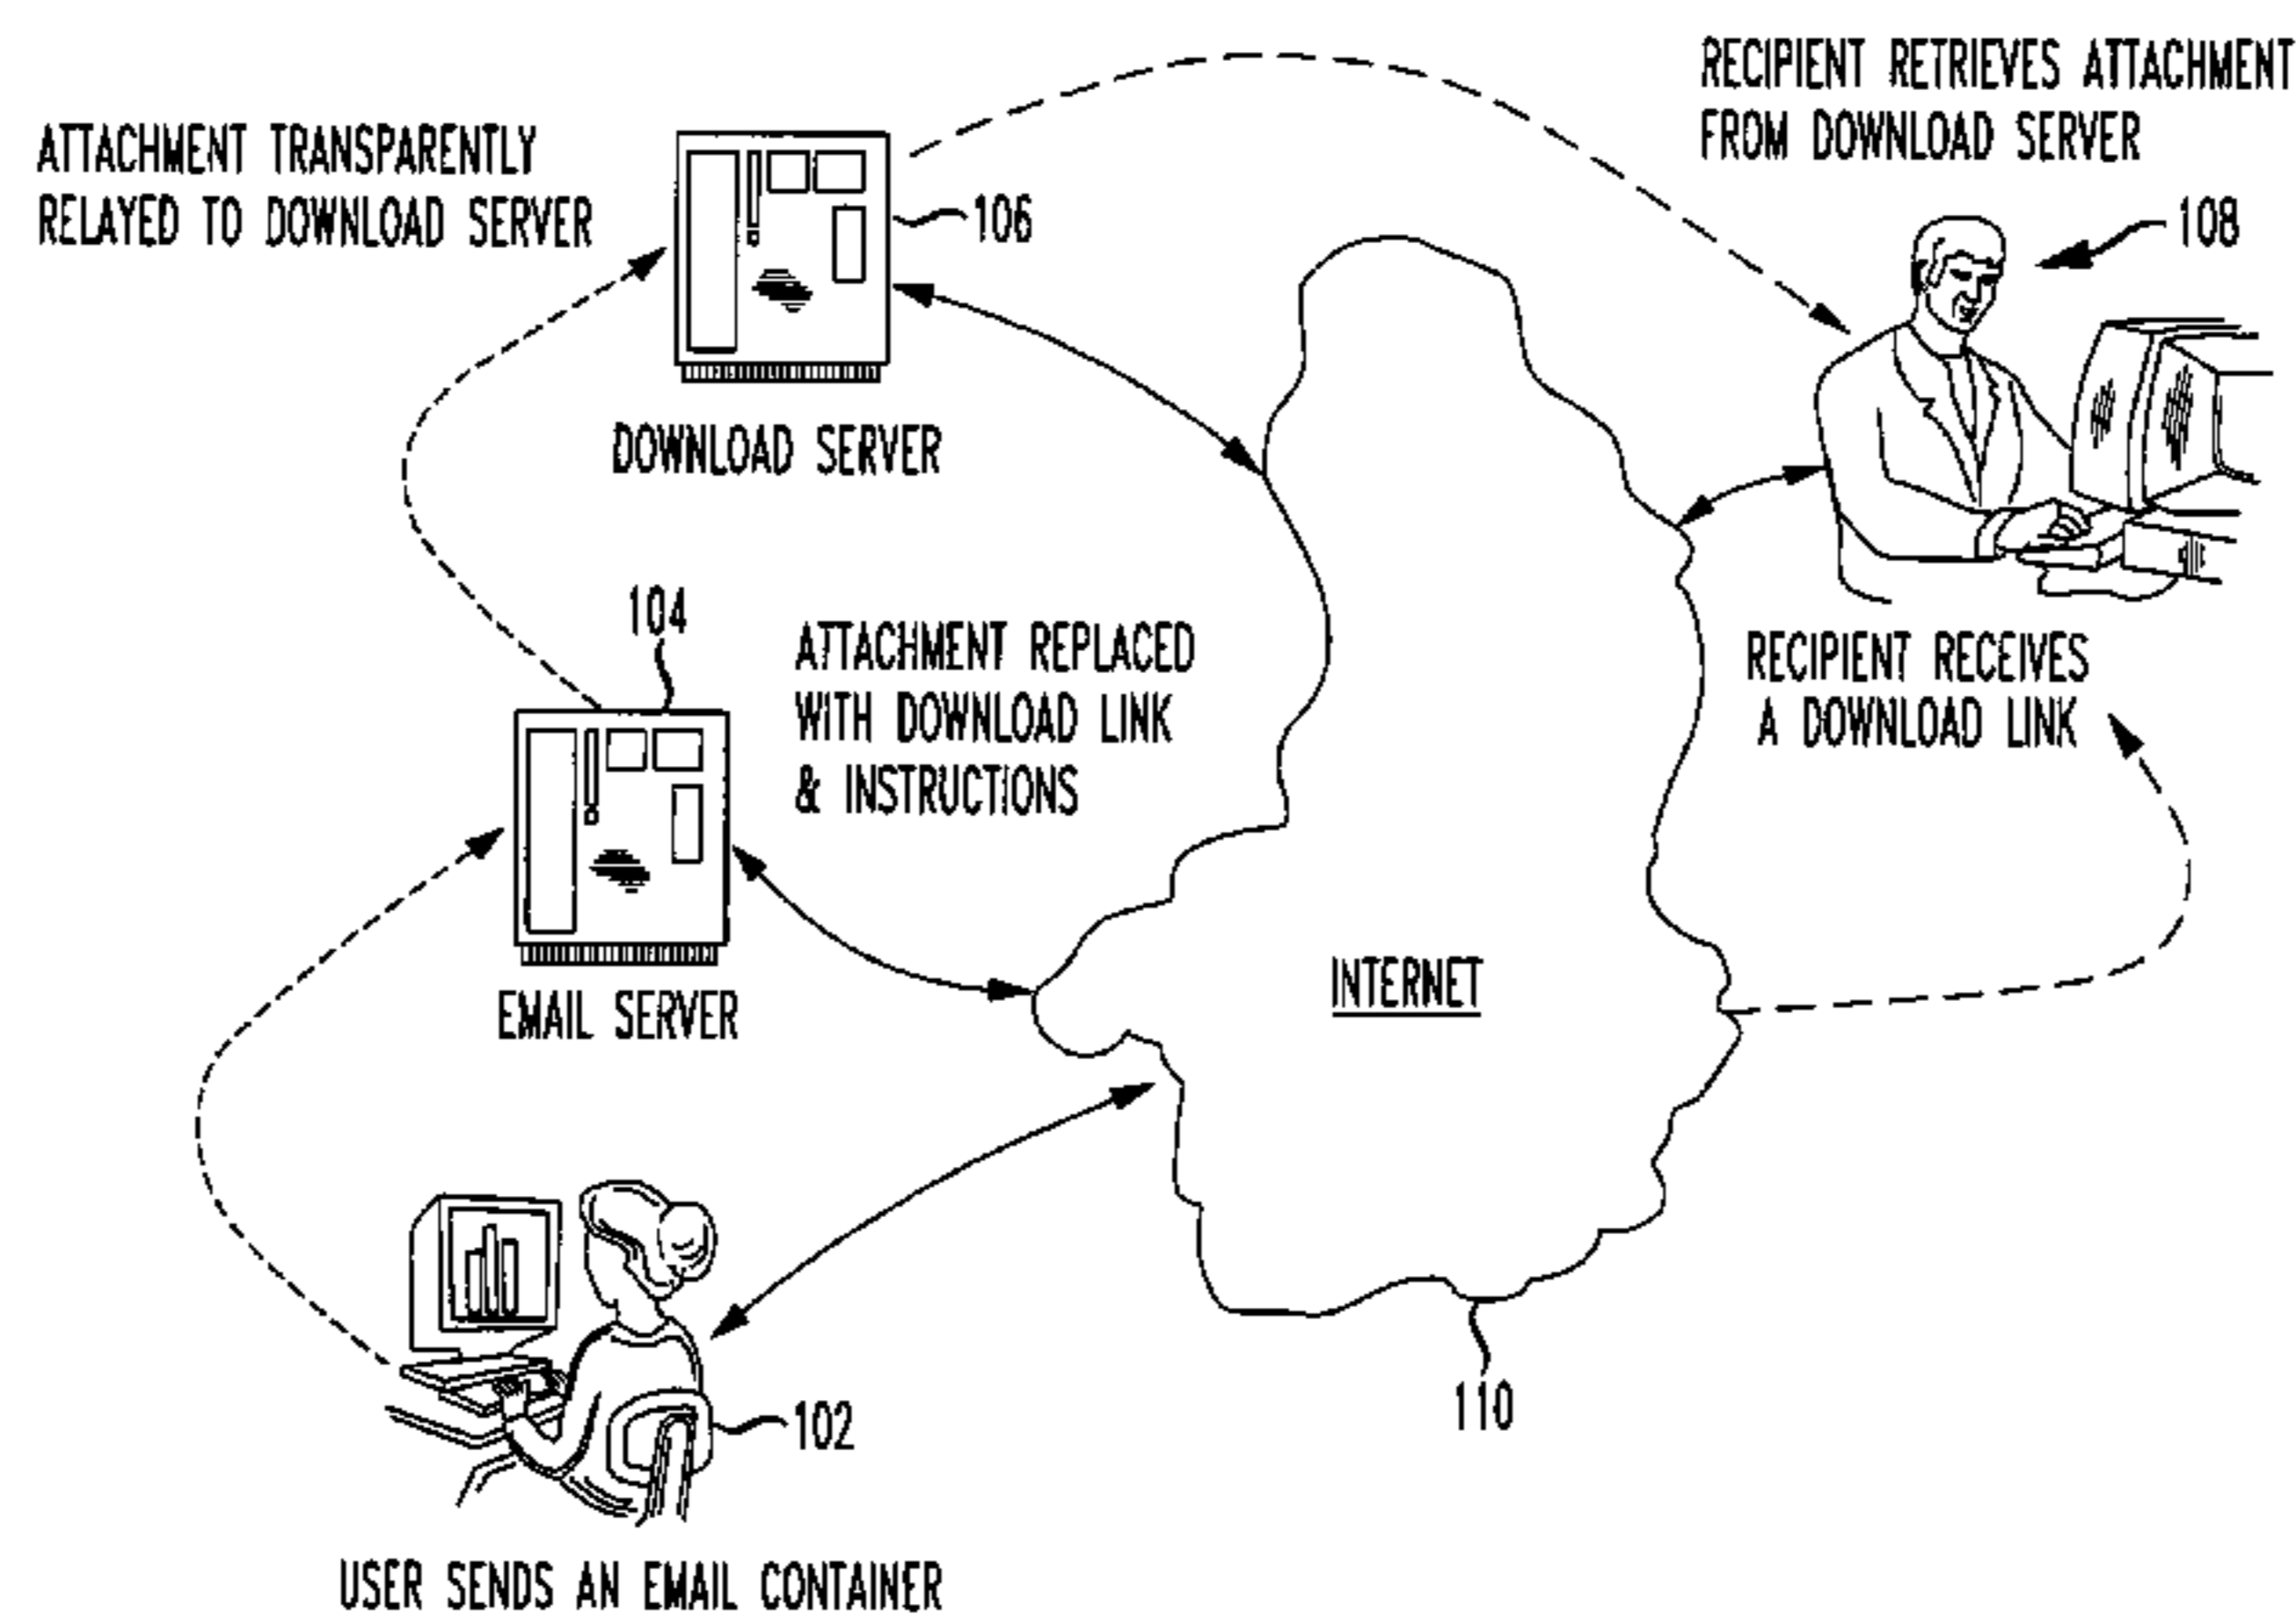 RECIPIENT RETRIEVES ATTACHMENT
FROM DOWNLOAD SERVER
ATTACHMENT TRANSPARENTLY
RELAYED TO DOWNLOAD SERVER
106
108
DOWNLOAD SERVER
104
ATTACHMENT REPLACED
WITH DOWNLOAD LINK
& INSTRUCTIONS
RECIPIENT RECEIVES
A DOWNLOAD LINK
INTERNET
EMAIL SERVER
110
102
USER SENDS AN EMAIL CONTAINER